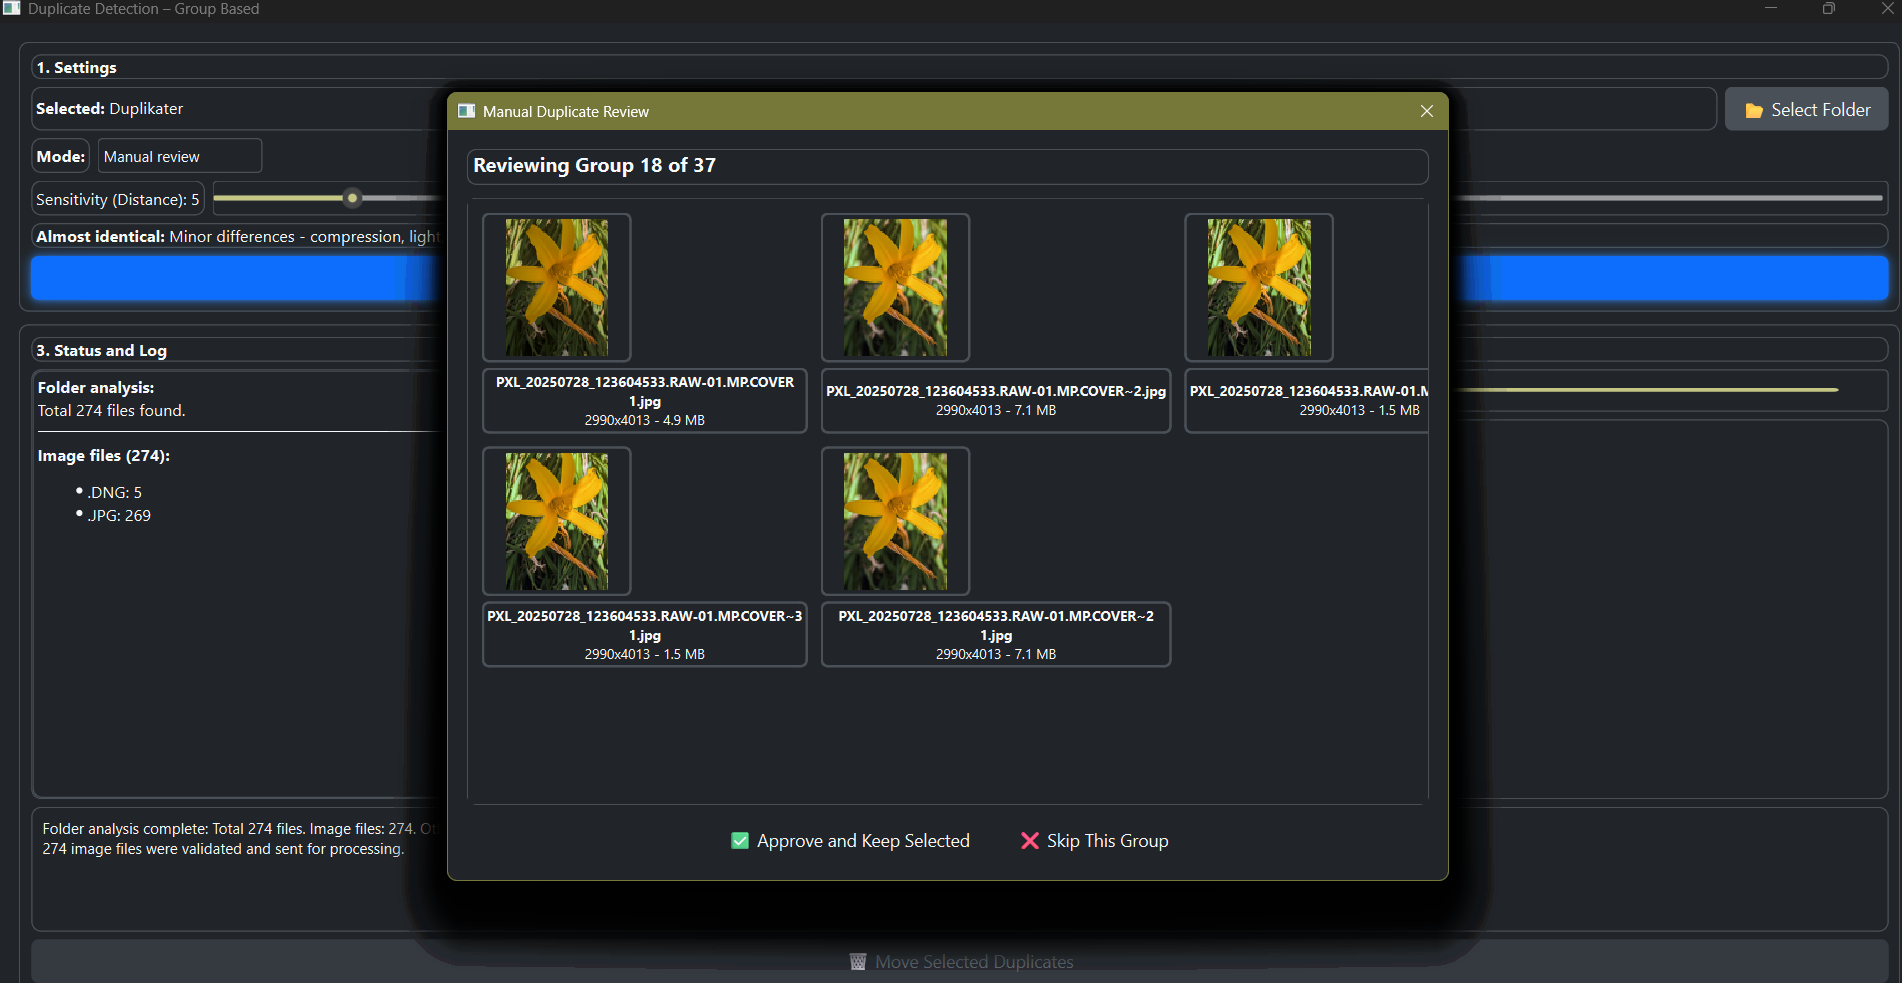 Duplicate Detection – Group Based
1. Settings
Selected: Duplikater
Select Folder
Mode:
Manual review
Sensitivity (Distance): 5
Almost identical: Minor differences - compression, light
3. Status and Log
Folder analysis:
Total 274 files found.
Image files (274):
• .DNG: 5
• .JPG: 269
Folder analysis complete: Total 274 files. Image files: 274.
274 image files were validated and sent for processing.
Move Selected Duplicates
Manual Duplicate Review
Reviewing Group 18 of 37
PXL_20250728_123604533.RAW-01.MP.COVER
1.jpg
2990x4013 - 4.9 MB
PXL_20250728_123604533.RAW-01.MP.COVER~2.jpg
2990x4013 - 7.1 MB
PXL_20250728_123604533.RAW-01.M
2990x4013 - 1.5 MB
PXL_20250728_123604533.RAW-01.MP.COVER~3
1.jpg
2990x4013 - 1.5 MB
PXL_20250728_123604533.RAW-01.MP.COVER~2
1.jpg
2990x4013 - 7.1 MB
Approve and Keep Selected
Skip This Group